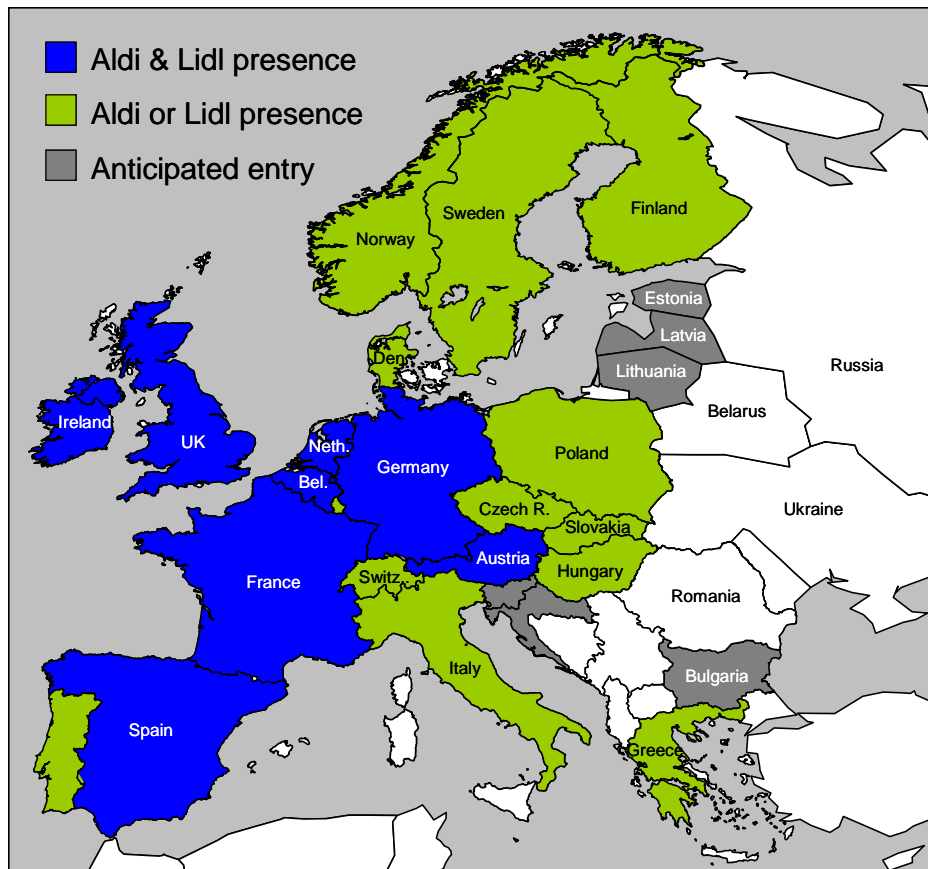 Aldi & Lidl presence
Aldi or Lidl presence
Anticipated entry
Sweden
Finland
Norway
Estonia
Latvia
Den.
Lithuania
Russia
Belarus
Ireland
UK
Neth.
Germany
Poland
Bel.
Czech R.
Ukraine
Slovakia
Austria
Hungary
France
Switz.
Romania
Italy
Bulgaria
Spain
Greece